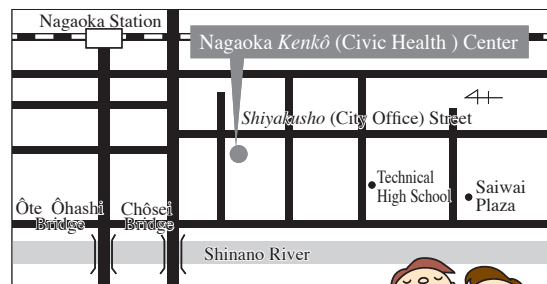 Nagaoka Station
Nagaoka Kenkô (Civic Health ) Center
Shiyakusho (City Office) Street
Technical
High School
Saiwai
Plaza
Ôte Ôhashi
Bridge
Chôsei
Bridge
Shinano River